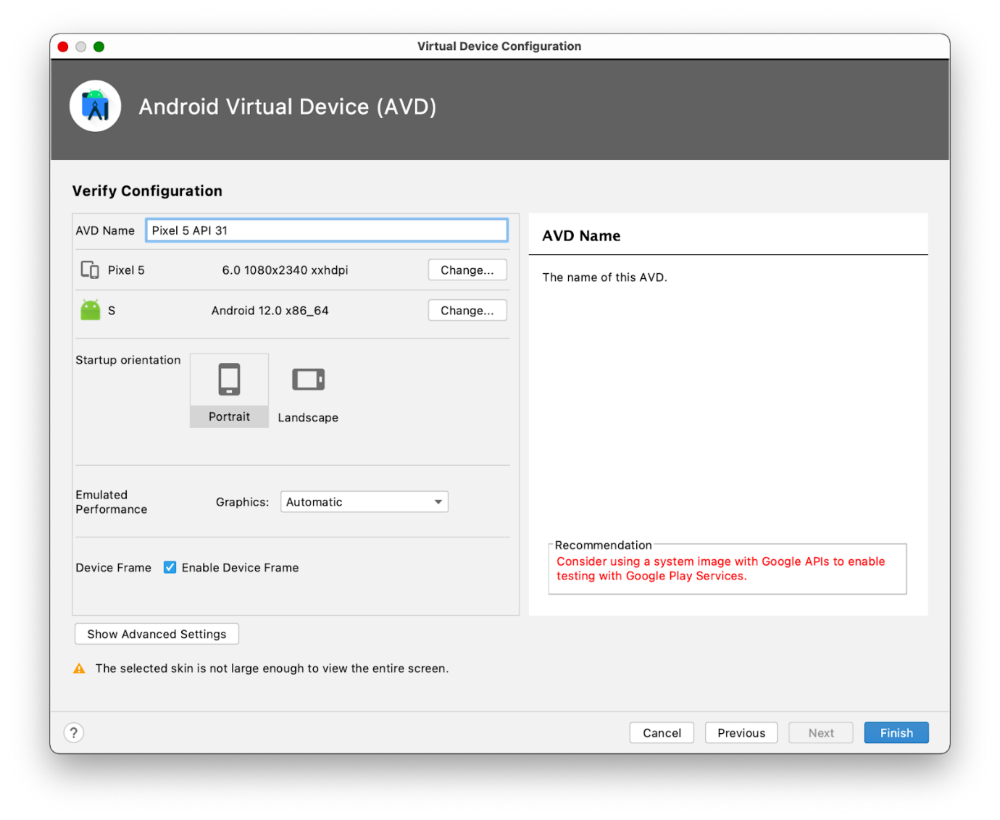 Virtual Device Configuration
Android Virtual Device (AVD)
Verify Configuration
AVD Name Pixel 5 API 31
Pixel 5 6.0 1080x2340 xxhdpi Change...
S Android 12.0 x86_64 Change...
Startup orientation
Portrait Landscape
Emulated
Performance
Graphics: Automatic
Device Frame Enable Device Frame
AVD Name
The name of this AVD.
Recommendation
Consider using a system image with Google APIs to enable
testing with Google Play Services.
Show Advanced Settings
The selected skin is not large enough to view the entire screen.
? Cancel Previous Next Finish